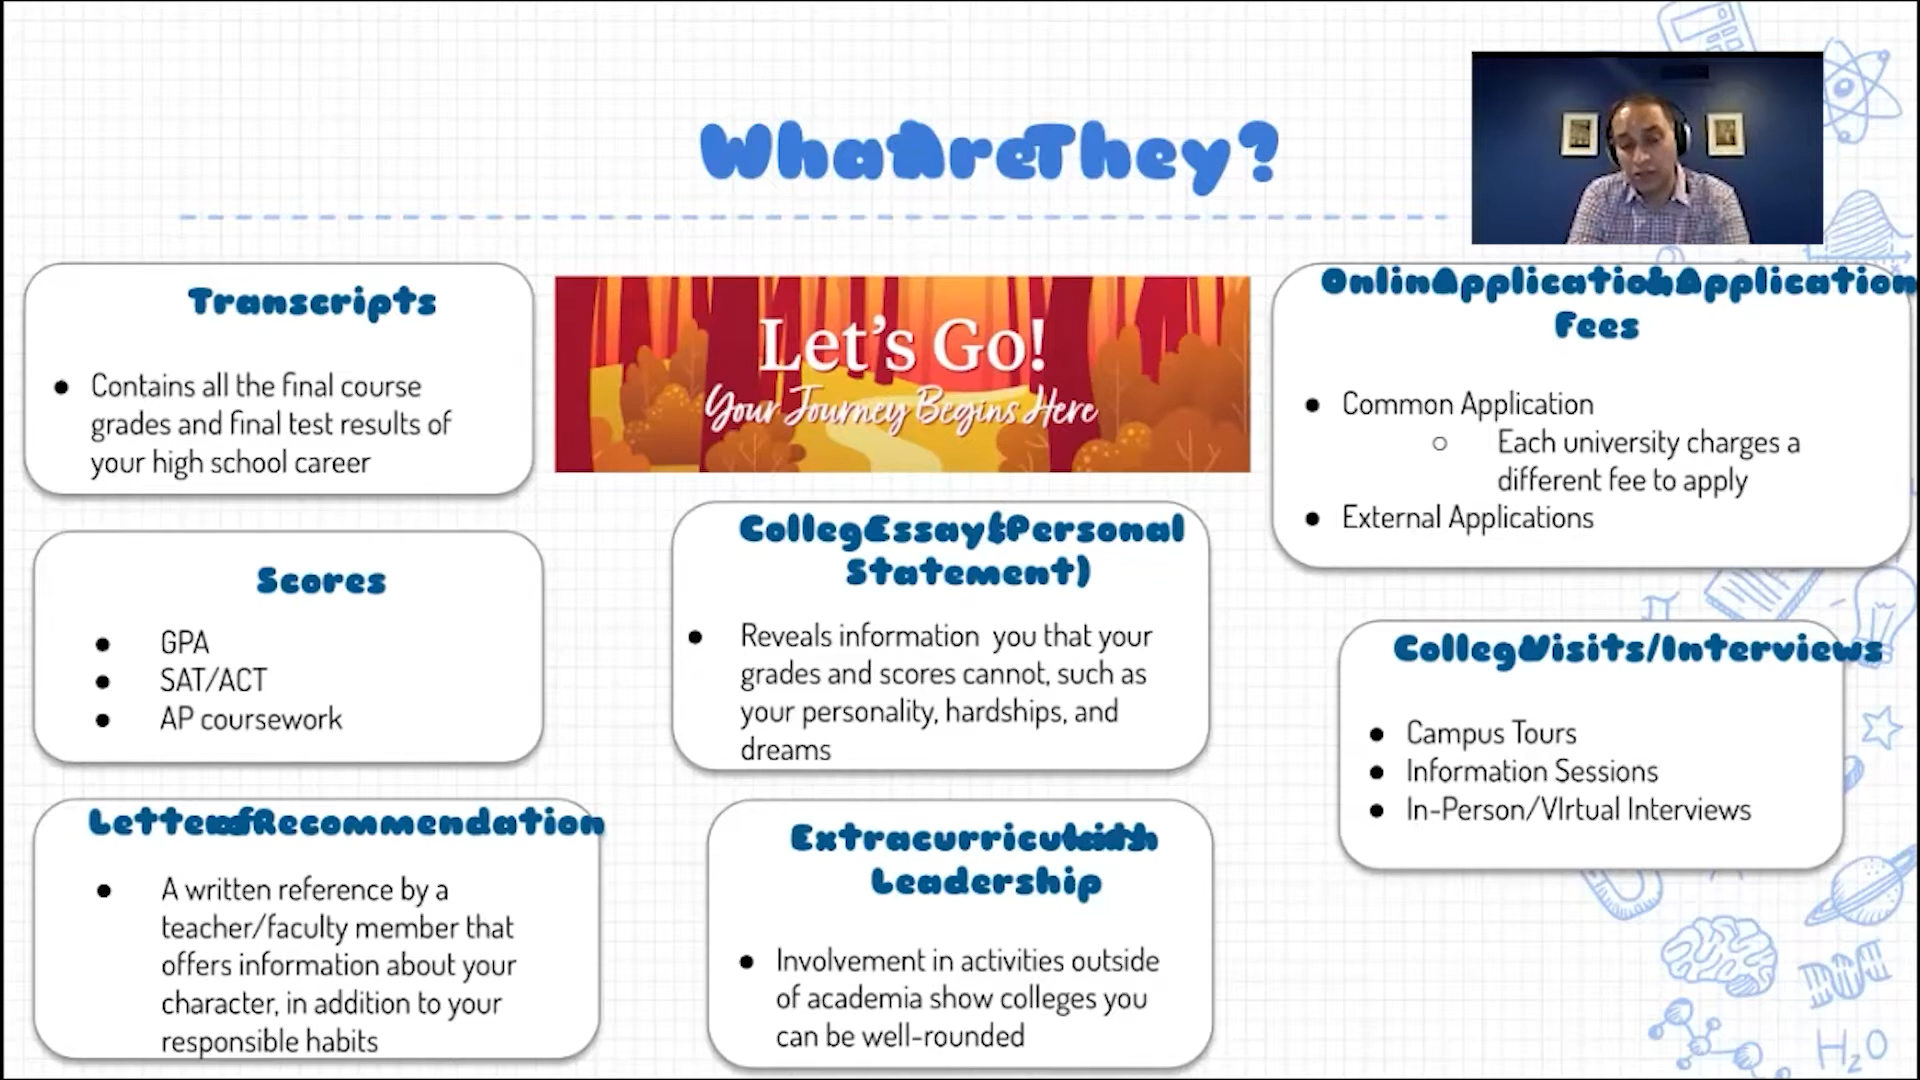 What Are They?
Transcripts
Contains all the final course
grades and final test results of
your high school career
Scores
GPA
SAT/ACT
AP coursework
Letters of Recommendation
A written reference by a
teacher/faculty member that
offers information about your
character, in addition to your
responsible habits
Let's Go!
Your Journey Begins Here
College Essays (Personal
Statement)
Reveals information you that your
grades and scores cannot, such as
your personality, hardships, and
dreams
Extracurriculars with
Leadership
Involvement in activities outside
of academia show colleges you
can be well-rounded
Online Application & Application
Fees
Common Application
Each university charges a
different fee to apply
External Applications
College Visits/Interviews
Campus Tours
Information Sessions
In-Person/VIrtual Interviews
H2O